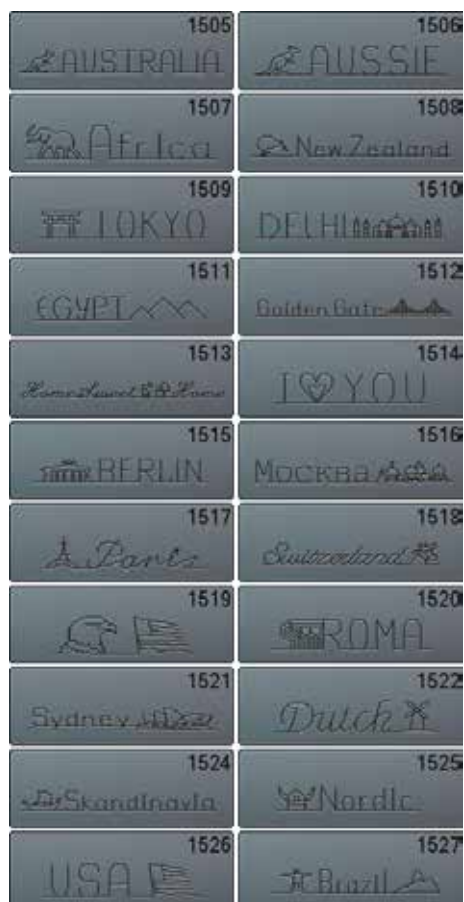 1505
AUSTRALIA
1506
AUSSIE
1507
Africa
1508
New Zealand
1509
TOKYO
1510
DELHI
1511
EGYPT
1512
Golden Gate
1513
Home Sweet Home
1514
I YOU
1515
BERLIN
1516
МОСКВА
1517
Paris
1518
Switzerland
1519
1520
ROMA
1521
Sydney
1522
Dutch
1524
Skandinavia
1525
Nordic
1526
USA
1527
Brazil